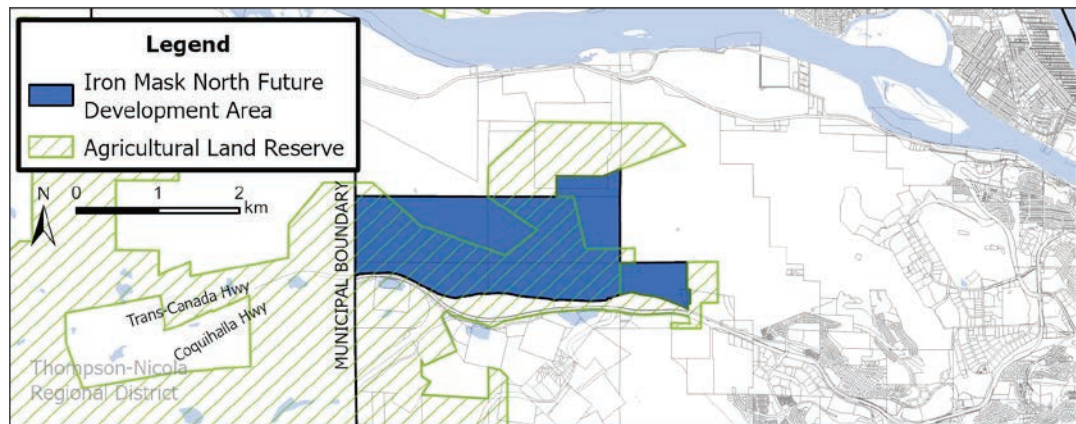 Legend
Iron Mask North Future
Development Area
Agricultural Land Reserve
N
0 1 2
km
MUNICIPAL BOUNDARY
Trans-Canada Hwy
Coquihalla Hwy
Thompson-Nicola
Regional District